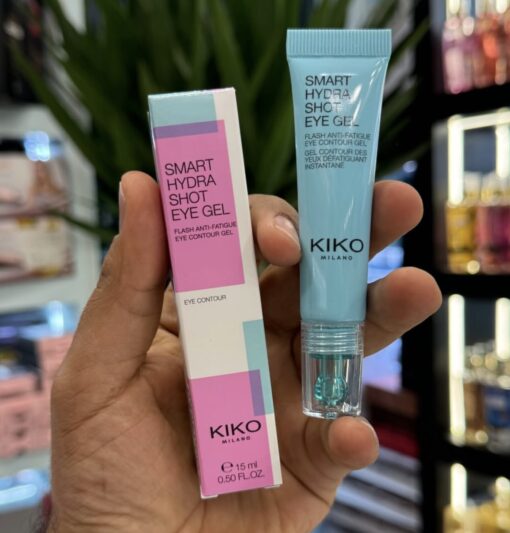 SMART
HYDRA
SHOT
EYE GEL
FLASH ANTI-FATIGUE
EYE CONTOUR GEL
EYE CONTOUR
KIKO
MILANO
℮ 15 ml
0.50 FL.OZ.
SMART
HYDRA
SHOT
EYE GEL
FLASH ANTI-FATIGUE
EYE CONTOUR GEL
GEL CONTOUR DES
YEUX DÉFATIGUANT
INSTANTANÉ
KIKO
MILANO